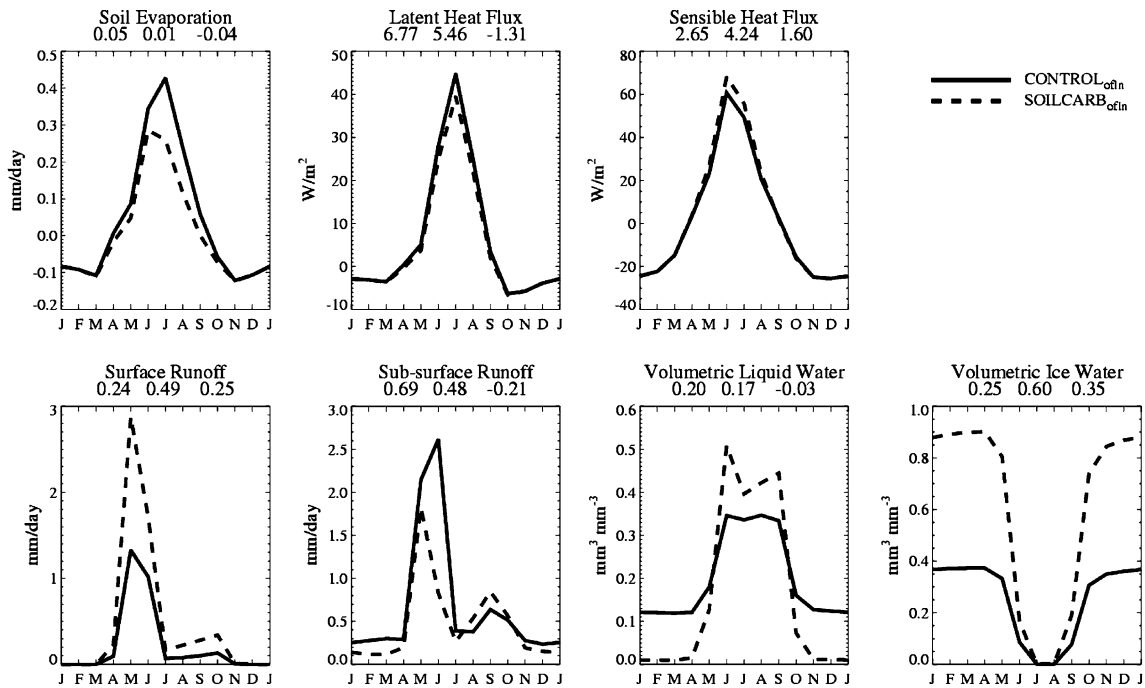 Soil Evaporation
0.05 0.01 -0.04
mm/day
0.5
0.4
0.3
0.2
0.1
0.0
-0.1
-0.2
J F M A M J J A S O N D J
Latent Heat Flux
6.77 5.46 -1.31
W/m²
50
40
30
20
10
0
-10
J F M A M J J A S O N D J
Sensible Heat Flux
2.65 4.24 1.60
W/m²
80
60
40
20
0
-20
-40
J F M A M J J A S O N D J
CONTROL_ofln
SOILCARB_ofln
Surface Runoff
0.24 0.49 0.25
mm/day
3
2
1
0
J F M A M J J A S O N D J
Sub-surface Runoff
0.69 0.48 -0.21
mm/day
3.0
2.5
2.0
1.5
1.0
0.5
0.0
J F M A M J J A S O N D J
Volumetric Liquid Water
0.20 0.17 -0.03
mm³ mm⁻³
0.6
0.5
0.4
0.3
0.2
0.1
0.0
J F M A M J J A S O N D J
Volumetric Ice Water
0.25 0.60 0.35
mm³ mm⁻³
1.0
0.8
0.6
0.4
0.2
0.0
J F M A M J J A S O N D J